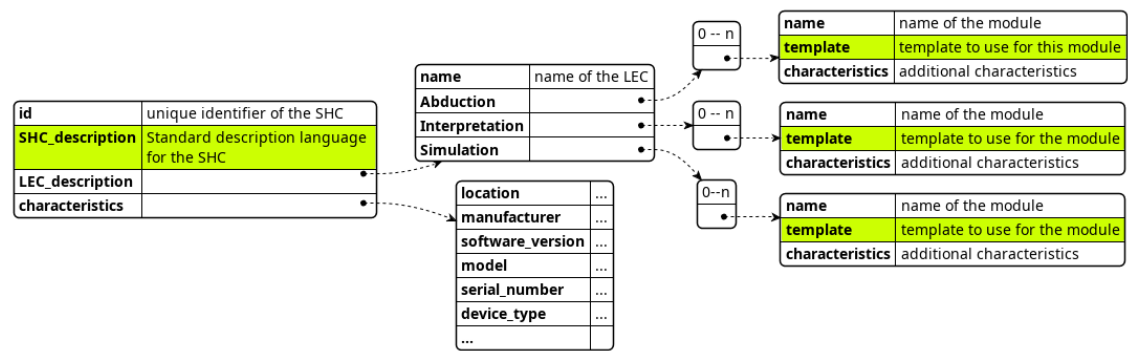 id unique identifier of the SHC
SHC_description Standard description language
for the SHC
LEC_description
characteristics
name name of the LEC
Abduction
Interpretation
Simulation
location ...
manufacturer ...
software_version ...
model ...
serial_number ...
device_type ...
...
0 -- n
name name of the module
template template to use for this module
characteristics additional characteristics
0 -- n
name name of the module
template template to use for the module
characteristics additional characteristics
0--n
name name of the module
template template to use for the module
characteristics additional characteristics